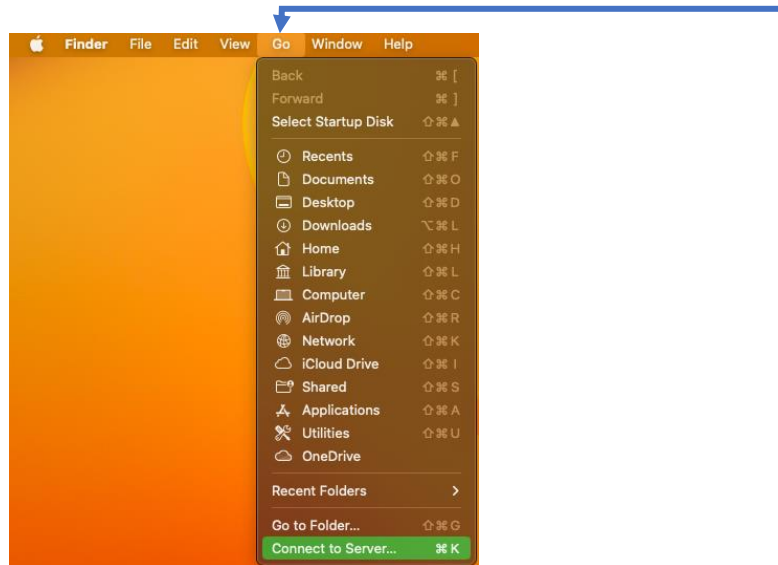 Finder File Edit View Go Window Help
Back ⌘ [
Forward ⌘ ]
Select Startup Disk ⇧⌘▲
Recents ⇧⌘F
Documents ⇧⌘O
Desktop ⇧⌘D
Downloads ⌥⌘L
Home ⇧⌘H
Library ⇧⌘L
Computer ⇧⌘C
AirDrop ⇧⌘R
Network ⇧⌘K
iCloud Drive ⇧⌘I
Shared ⇧⌘S
Applications ⇧⌘A
Utilities ⇧⌘U
OneDrive
Recent Folders >
Go to Folder... ⇧⌘G
Connect to Server... ⌘K